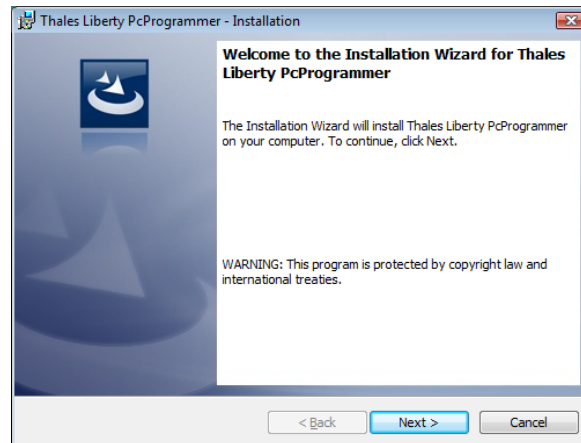 Thales Liberty PcProgrammer - Installation
Welcome to the Installation Wizard for Thales
Liberty PcProgrammer
The Installation Wizard will install Thales Liberty PcProgrammer
on your computer. To continue, click Next.
WARNING: This program is protected by copyright law and
international treaties.
< Back
Next >
Cancel